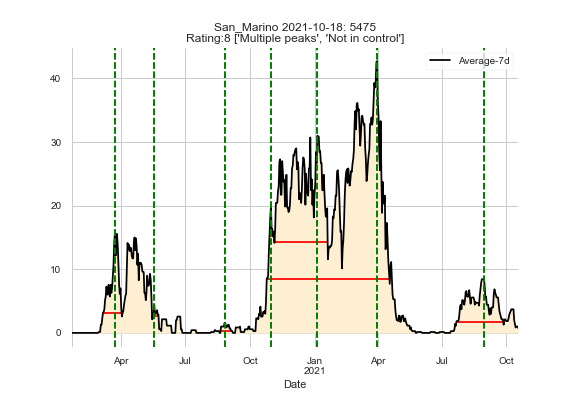 San_Marino 2021-10-18: 5475
Rating:8 ['Multiple peaks', 'Not in control']
Average-7d
40
30
20
10
0
Apr Jul Oct Jan Apr Jul Oct
2021
Date